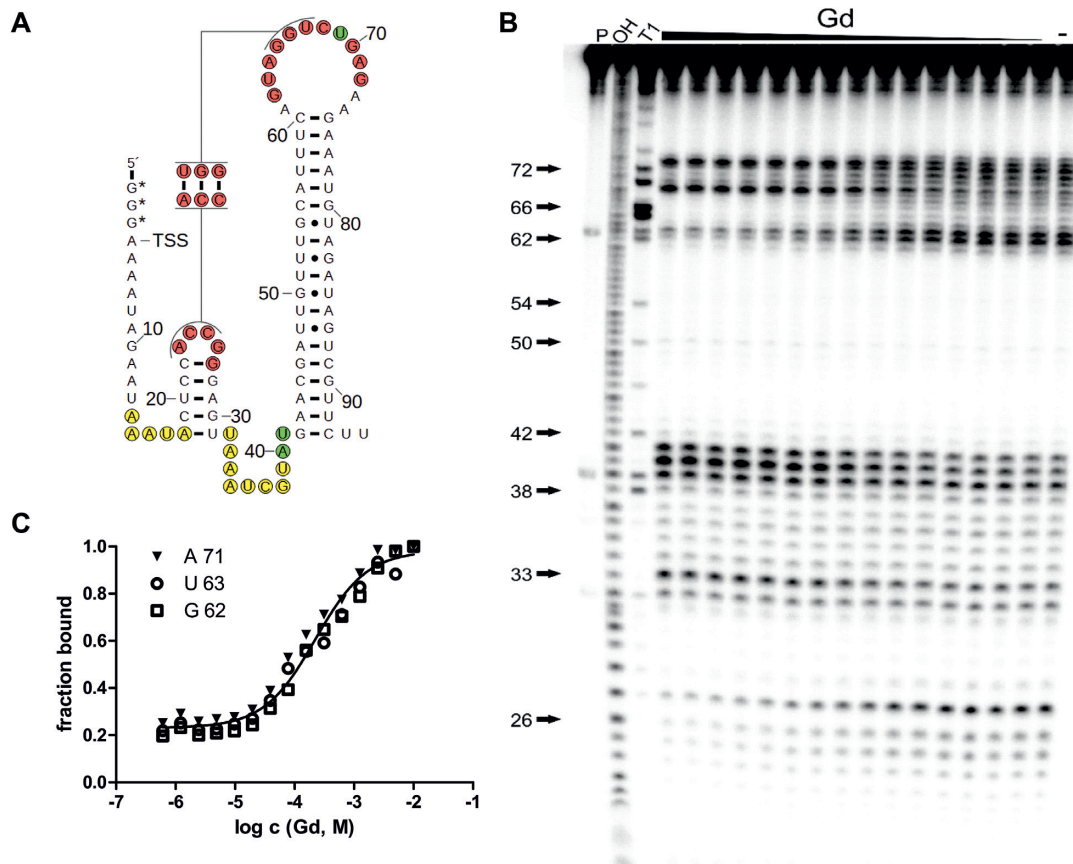 A
5´
G*
G*
G*
A
TSS
A
A
A
U
A
10
G
A
A
U
A
A A U A
20
C
U
C
C
A C C G
G
G
A
G
30
U
U G G
A C C
U
A
A
A U C G
U
40
A
U
G
A
A
C
G
A
U
U
50
G
U
U
U
G
C
A
U
U
U
C
60
A
G U A G G U C U G A G A
70
G
A
A
A
U
G
U
80
A
G
A
U
A
G
U
C
G
90
U
U
C U U
B
P OH T1
Gd
-
72
66
62
54
50
42
38
33
26
C
fraction bound
1.0
0.8
0.6
0.4
0.2
0.0
A 71
U 63
G 62
-7 -6 -5 -4 -3 -2 -1
log c (Gd, M)